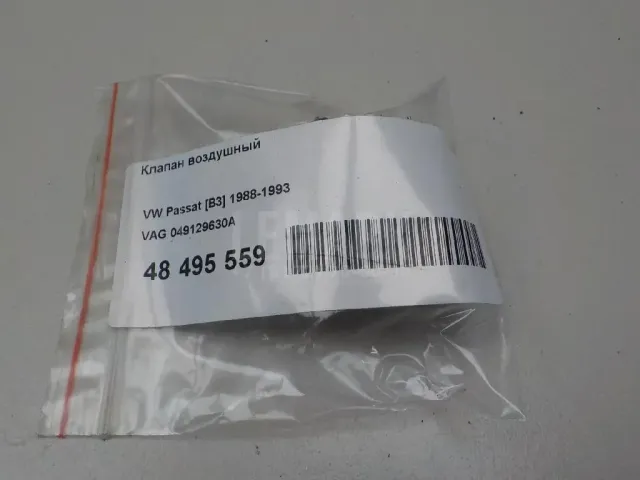 Клапан воздушный
VW Passat [B3] 1988-1993
VAG 049129630A
48 495 559